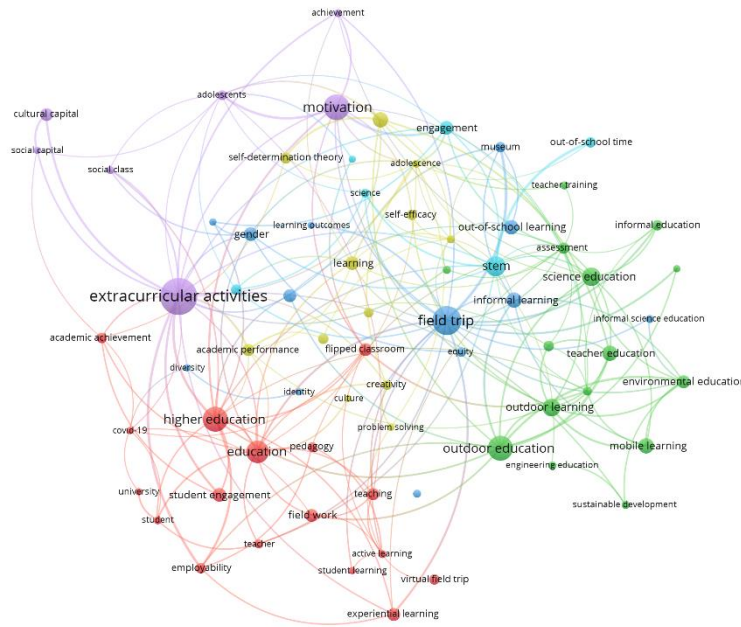 achievement
adolescents
motivation
cultural capital
engagement
museum
out-of-school time
social capital
self-determination theory
adolescence
social class
teacher training
science
self-efficacy
learning outcomes
out-of-school learning
informal education
gender
assessment
learning
stem
science education
extracurricular activities
informal learning
field trip
informal science education
academic achievement
academic performance
flipped classroom
equity
teacher education
diversity
creativity
environmental education
identity
culture
outdoor learning
higher education
covid-19
problem solving
education
pedagogy
outdoor education
mobile learning
engineering education
university
student engagement
teaching
sustainable development
student
field work
teacher
active learning
employability
student learning
virtual field trip
experiential learning